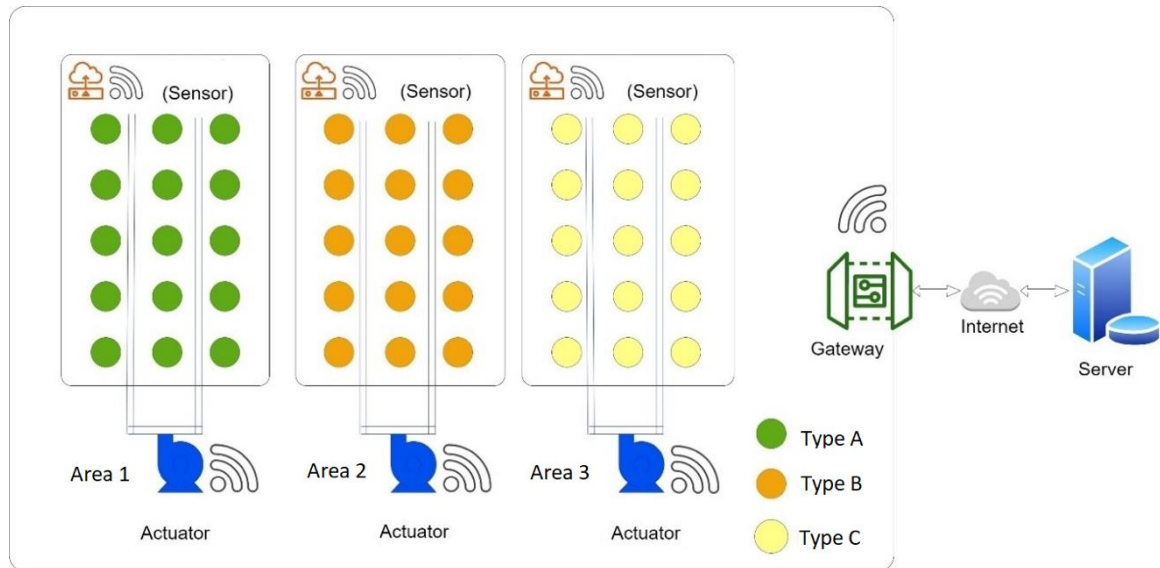 (Sensor)
(Sensor)
(Sensor)
Gateway
Internet
Server
Area 1
Area 2
Area 3
Actuator
Actuator
Actuator
Type A
Type B
Type C